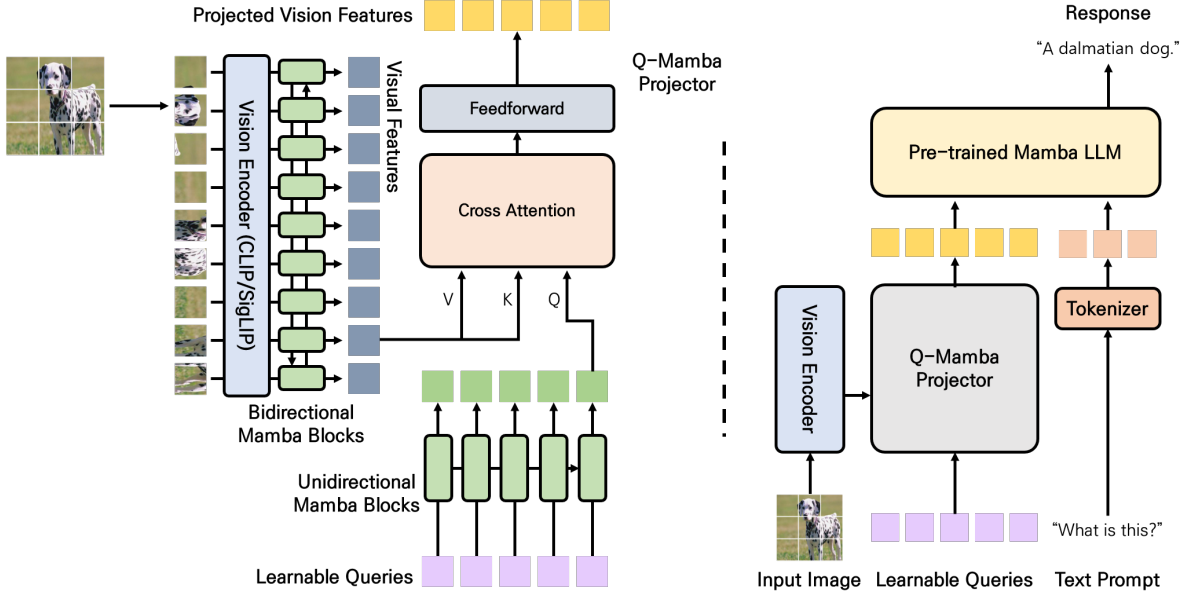 Projected Vision Features
Vision Encoder (CLIP/SigLIP)
Visual Features
Feedforward
Cross Attention
V
K
Q
Bidirectional
Mamba Blocks
Unidirectional
Mamba Blocks
Learnable Queries
Q-Mamba
Projector
Response
“A dalmatian dog.”
Pre-trained Mamba LLM
Vision Encoder
Q-Mamba
Projector
Tokenizer
“What is this?”
Input Image
Learnable Queries
Text Prompt